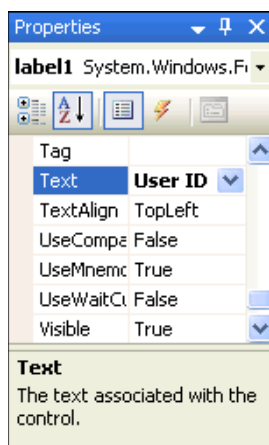 Properties
label1 System.Windows.F
Tag
Text User ID
TextAlign TopLeft
UseCompa False
UseMnemo True
UseWaitCu False
Visible True
Text
The text associated with the
control.